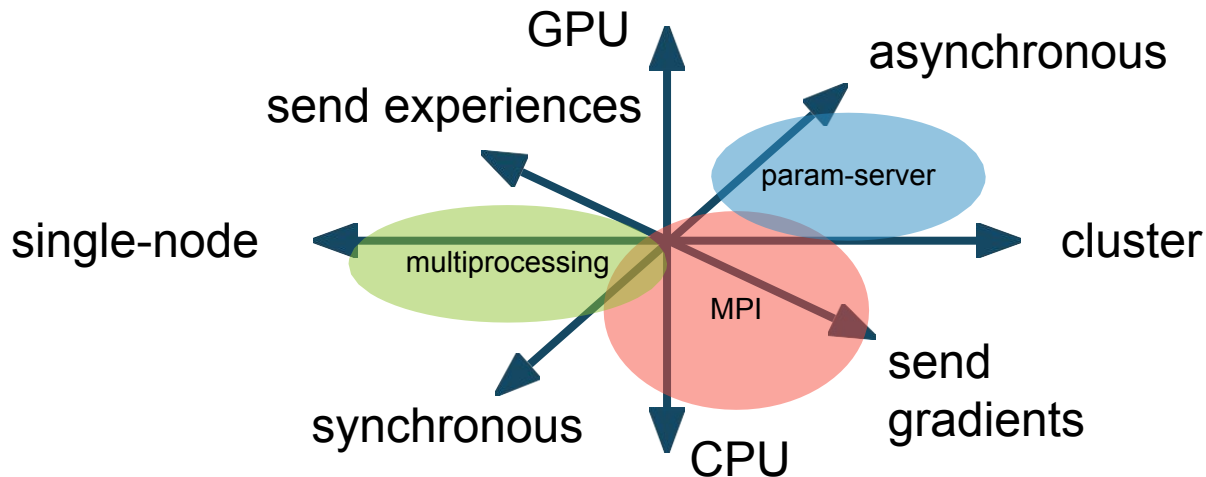 GPU
asynchronous
send experiences
param-server
single-node
multiprocessing
cluster
MPI
send
gradients
synchronous
CPU